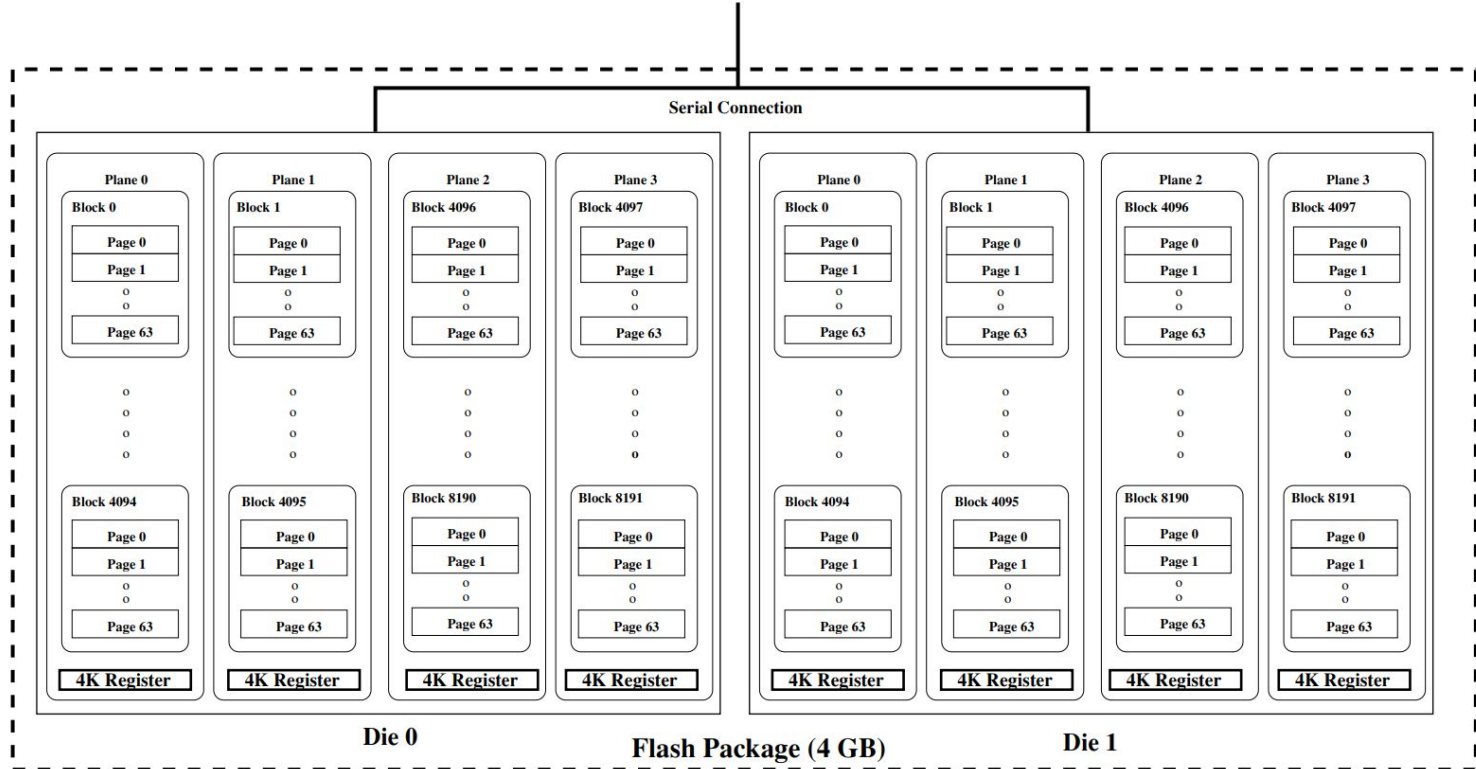 Serial Connection
Plane 0 Plane 1 Plane 2 Plane 3 Plane 0 Plane 1 Plane 2 Plane 3
Block 0 Block 1 Block 4096 Block 4097 Block 0 Block 1 Block 4096 Block 4097
Page 0 Page 0 Page 0 Page 0 Page 0 Page 0 Page 0 Page 0
Page 1 Page 1 Page 1 Page 1 Page 1 Page 1 Page 1 Page 1
o o o o o o o o
o o o o o o o o
Page 63 Page 63 Page 63 Page 63 Page 63 Page 63 Page 63 Page 63
o o o o o o o o
o o o o o o o o
o o o o o o o o
o o o o o o o o
Block 4094 Block 4095 Block 8190 Block 8191 Block 4094 Block 4095 Block 8190 Block 8191
Page 0 Page 0 Page 0 Page 0 Page 0 Page 0 Page 0 Page 0
Page 1 Page 1 Page 1 Page 1 Page 1 Page 1 Page 1 Page 1
o o o o o o o o
o o o o o o o o
Page 63 Page 63 Page 63 Page 63 Page 63 Page 63 Page 63 Page 63
4K Register 4K Register 4K Register 4K Register 4K Register 4K Register 4K Register 4K Register
Die 0 Flash Package (4 GB) Die 1